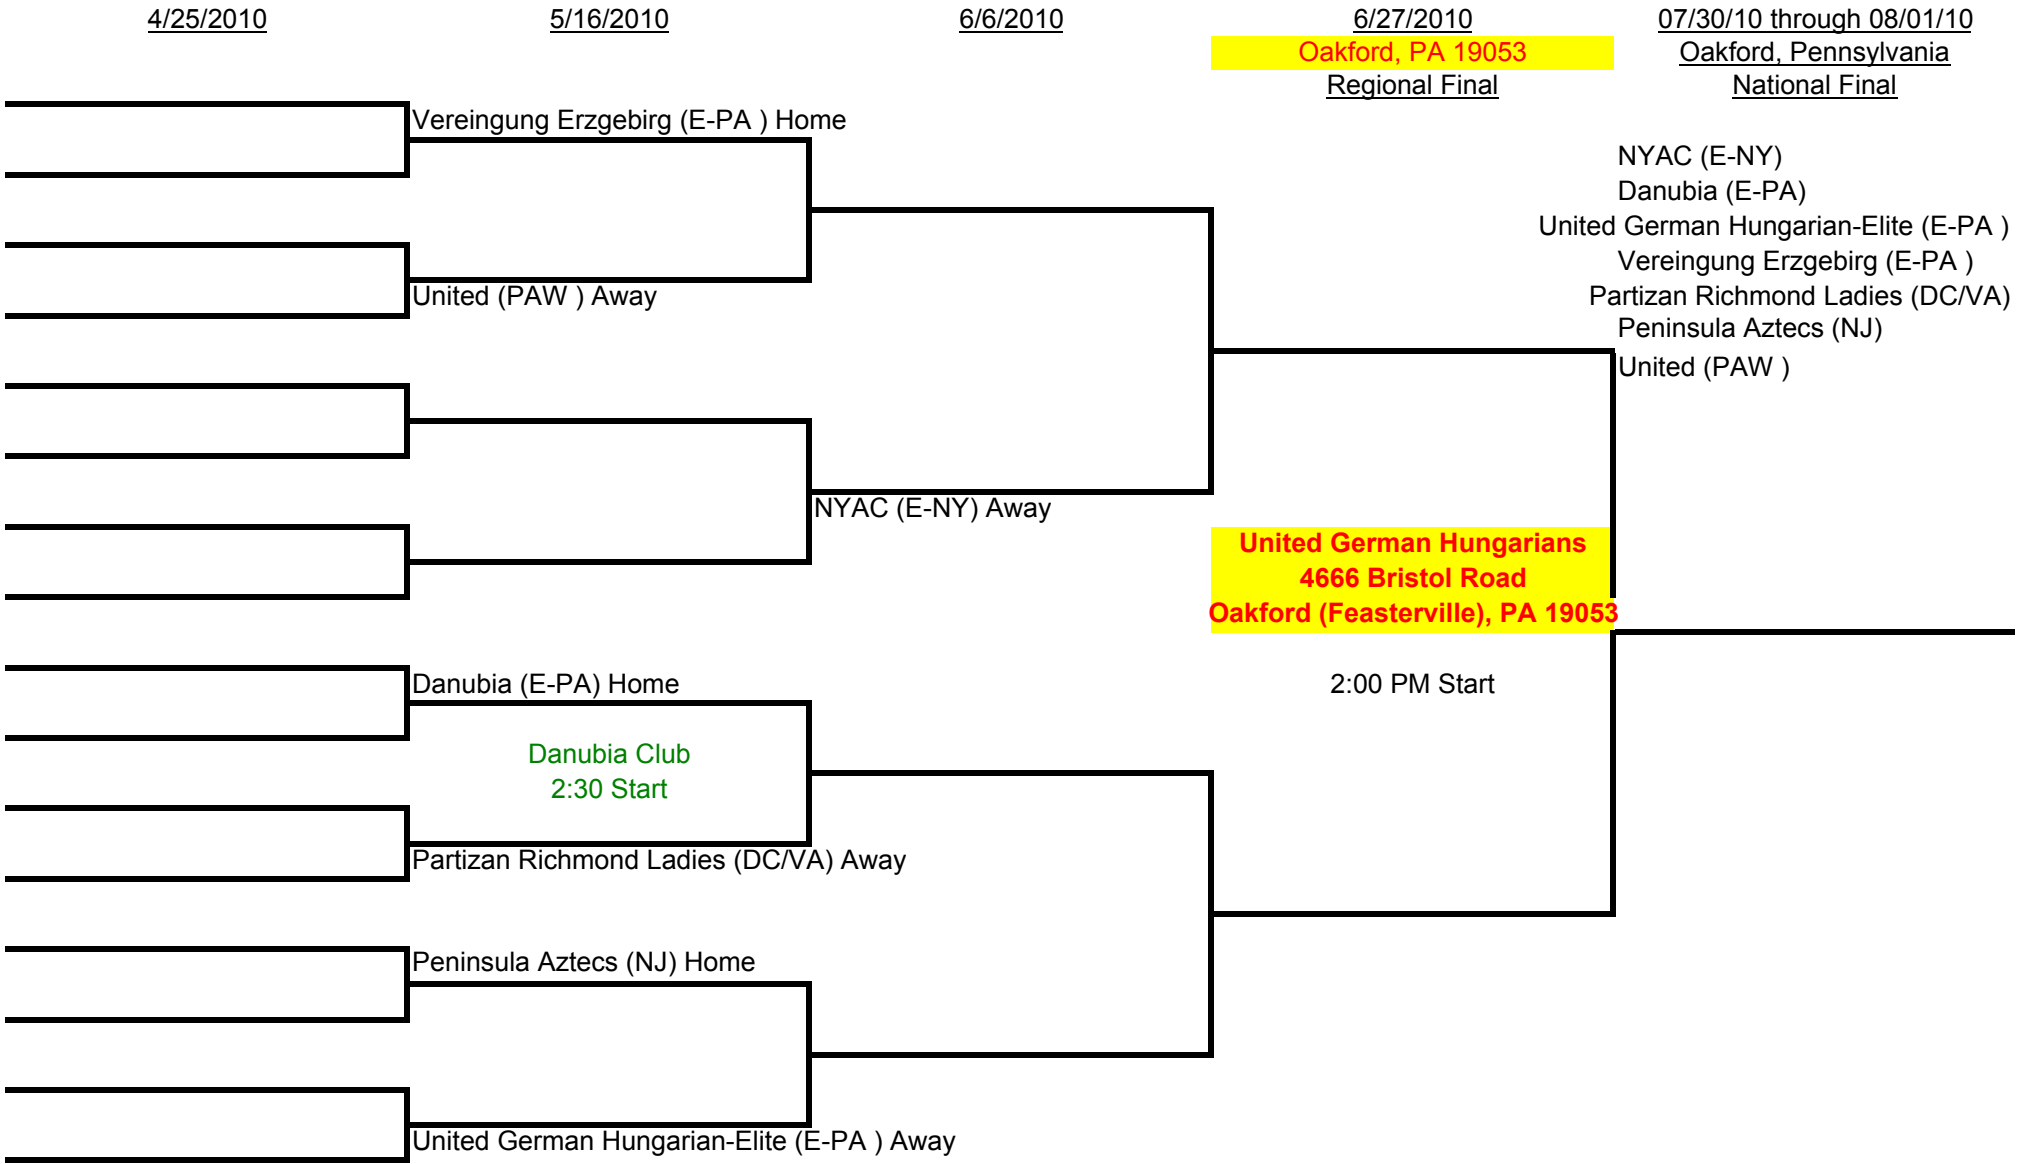 4/25/2010
5/16/2010
6/6/2010
6/27/2010
07/30/10 through 08/01/10
Oakford, PA 19053
Oakford, Pennsylvania
Regional Final
National Final
Vereingung Erzgebirg (E-PA ) Home
NYAC (E-NY)
Danubia (E-PA)
United German Hungarian-Elite (E-PA )
Vereingung Erzgebirg (E-PA )
United (PAW ) Away
Partizan Richmond Ladies (DC/VA)
Peninsula Aztecs (NJ)
United (PAW )
NYAC (E-NY) Away
United German Hungarians
4666 Bristol Road
Oakford (Feasterville), PA 19053
Danubia (E-PA) Home
2:00 PM Start
Danubia Club
2:30 Start
Partizan Richmond Ladies (DC/VA) Away
Peninsula Aztecs (NJ) Home
United German Hungarian-Elite (E-PA ) Away